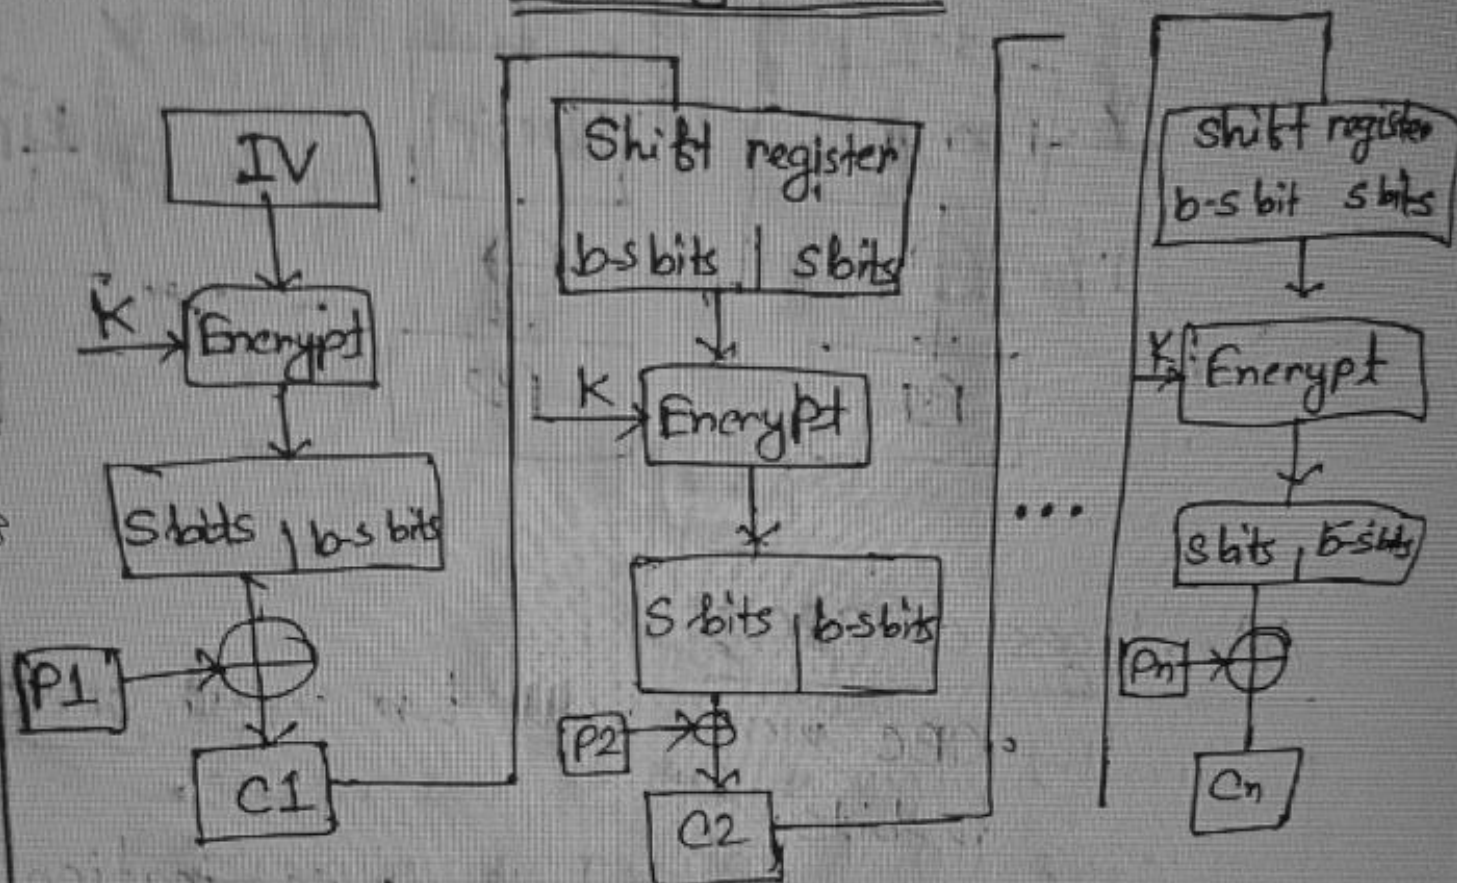 IV
K
Encrypt
S bits | b-s bits
P1
C1
Shift register
b-s bits | s bits
K
Encrypt
S bits | b-s bits
P2
C2
...
Shift register
b-s bit s bits
K
Encrypt
s bits | b-s bits
Pn
Cn